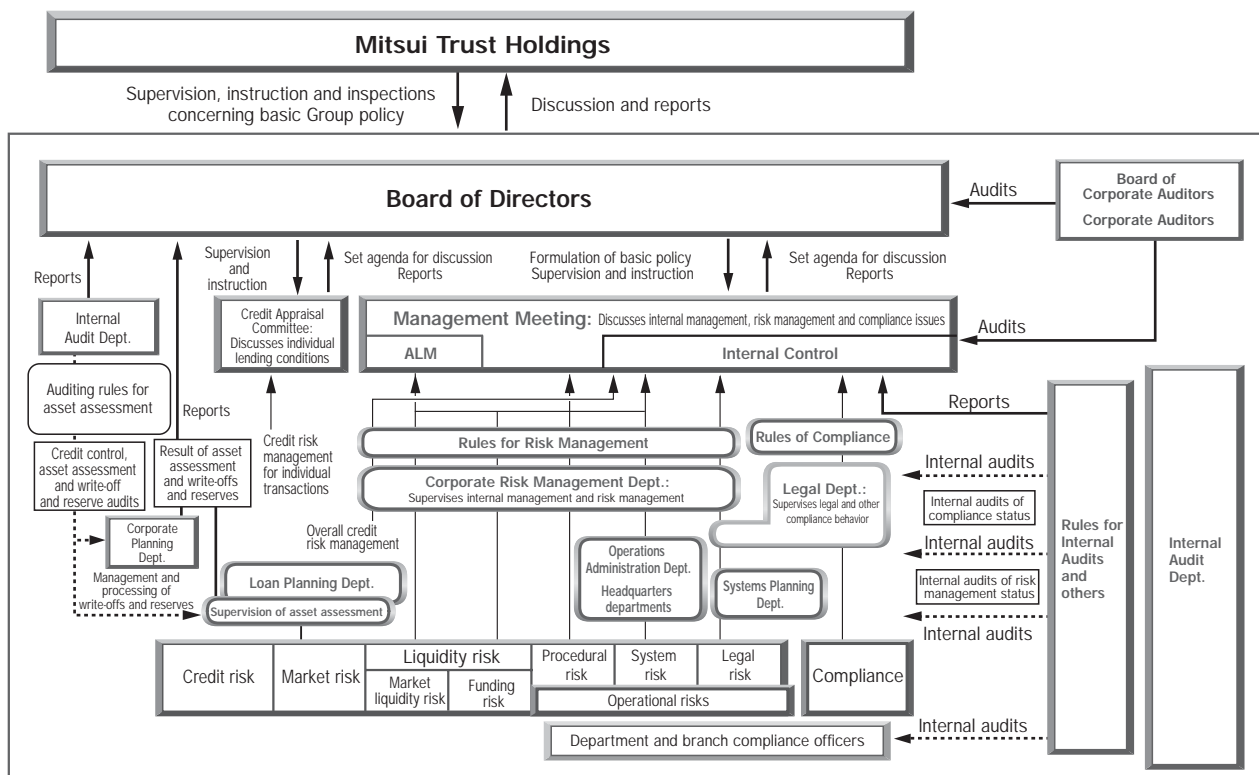 Mitsui Trust Holdings
Supervision, instruction and inspections
concerning basic Group policy
Discussion and reports
Board of Directors
Audits
Board of
Corporate Auditors
Corporate Auditors
Reports
Supervision
and
instruction
Set agenda for discussion
Reports
Formulation of basic policy
Supervision and instruction
Set agenda for discussion
Reports
Internal
Audit Dept.
Credit Appraisal
Committee:
Discusses individual
lending conditions
Management Meeting: Discusses internal management, risk management and compliance issues
ALM
Internal Control
Audits
Auditing rules for
asset assessment
Reports
Reports
Credit control,
asset assessment
and write-off
and reserve audits
Result of asset
assessment
and write-offs
and reserves
Credit risk
management
for individual
transactions
Rules for Risk Management
Rules of Compliance
Corporate Risk Management Dept.:
Supervises internal management and risk management
Legal Dept.:
Supervises legal and other
compliance behavior
Internal audits
Internal audits of
compliance status
Internal audits
Internal audits of risk
management status
Internal audits
Rules for
Internal
Audits
and
others
Internal
Audit
Dept.
Corporate
Planning
Dept.
Overall credit
risk management
Management and
processing of
write-offs and reserves
Loan Planning Dept.
Supervision of asset assessment
Operations
Administration Dept.
Headquarters
departments
Systems Planning
Dept.
Credit risk
Market risk
Liquidity risk
Market
liquidity risk
Funding
risk
Procedural
risk
System
risk
Legal
risk
Operational risks
Compliance
Department and branch compliance officers
Internal audits